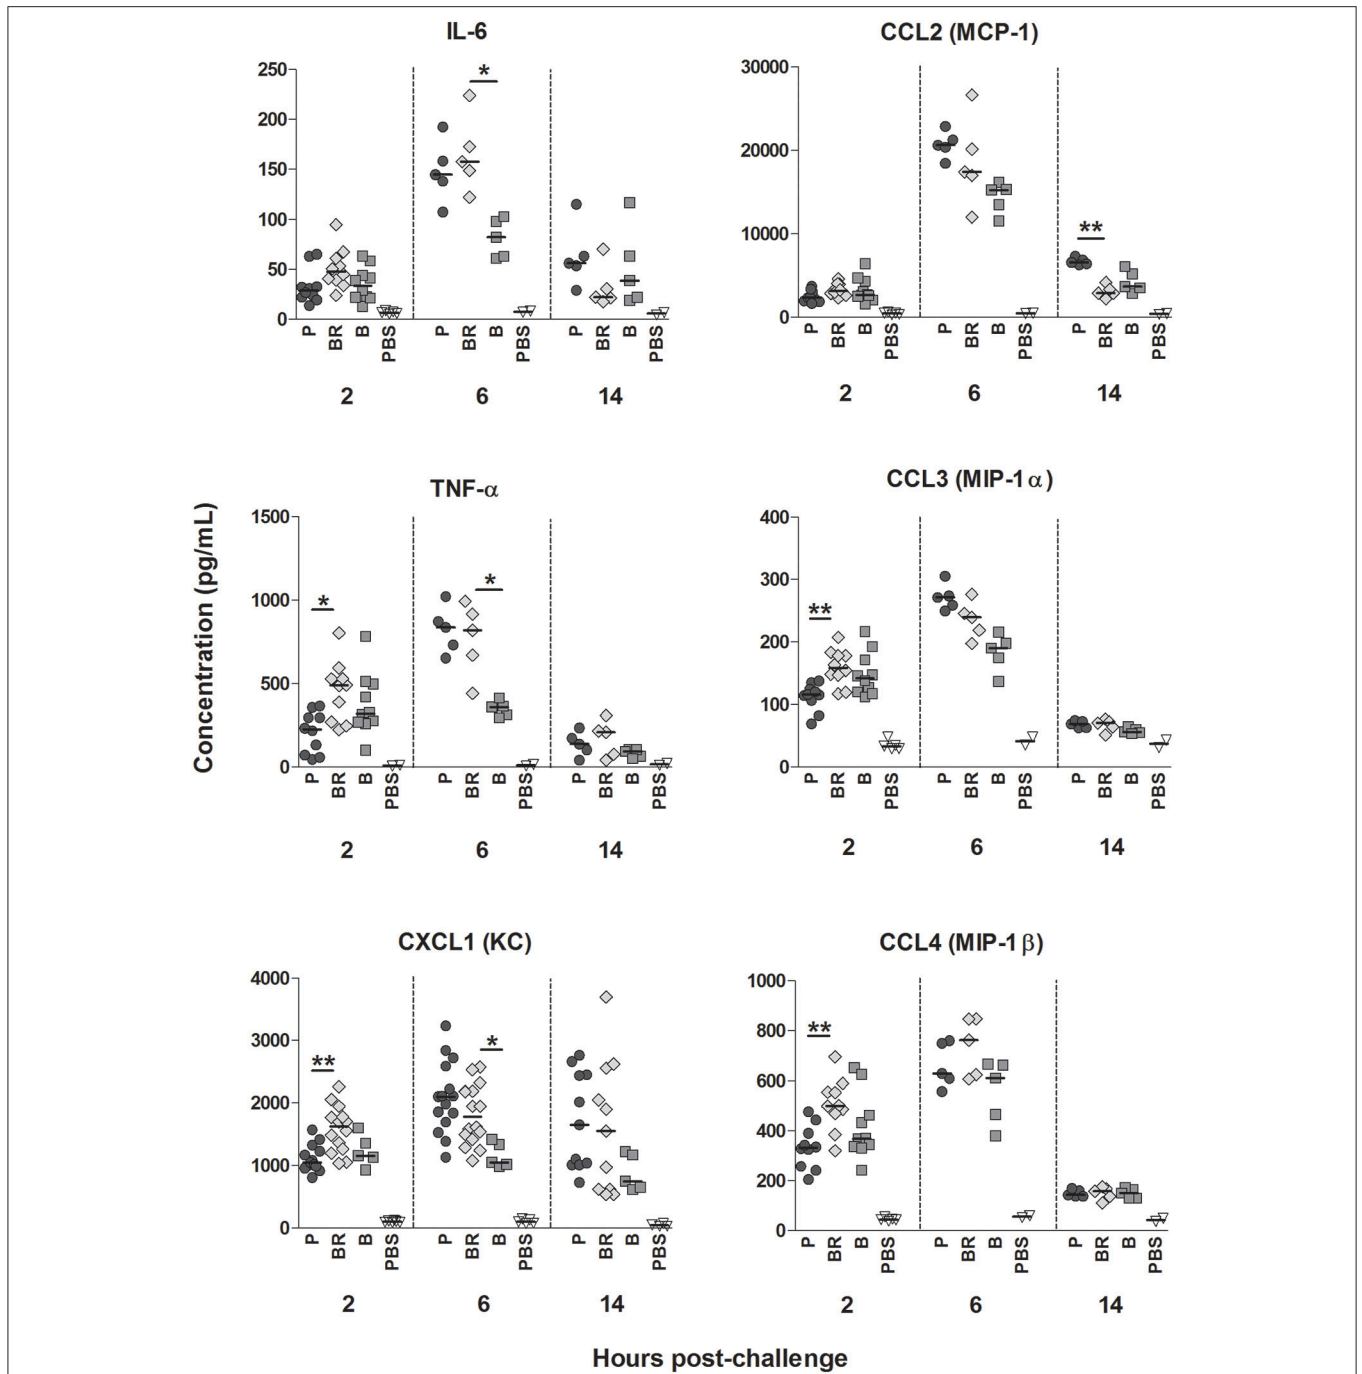 IL-6
CCL2 (MCP-1)
250
200
150
100
50
0
*
P BR B PBS P BR B PBS P BR B PBS
2 6 14
30000
20000
10000
0
**
P BR B PBS P BR B PBS P BR B PBS
2 6 14
Concentration (pg/mL)
TNF-α
CCL3 (MIP-1α)
1500
1000
500
0
* *
P BR B PBS P BR B PBS P BR B PBS
2 6 14
400
300
200
100
0
**
P BR B PBS P BR B PBS P BR B PBS
2 6 14
CXCL1 (KC)
CCL4 (MIP-1β)
4000
3000
2000
1000
0
** *
P BR B PBS P BR B PBS P BR B PBS
2 6 14
1000
800
600
400
200
0
**
P BR B PBS P BR B PBS P BR B PBS
2 6 14
Hours post-challenge